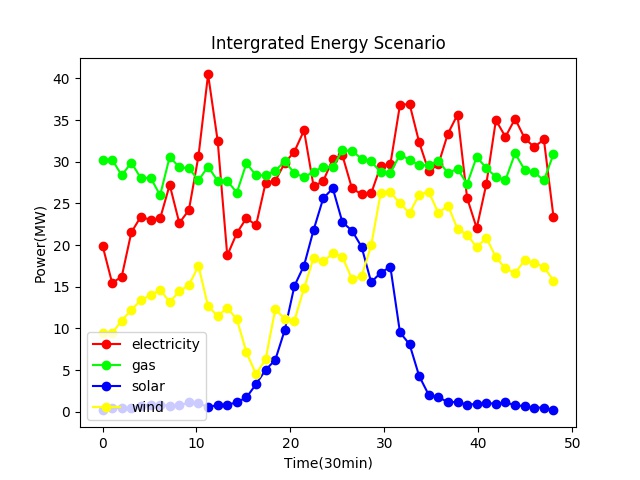 Intergrated Energy Scenario
Power(MW)
40
35
30
25
20
15
10
5
0
electricity
gas
solar
wind
0 10 20 30 40 50
Time(30min)